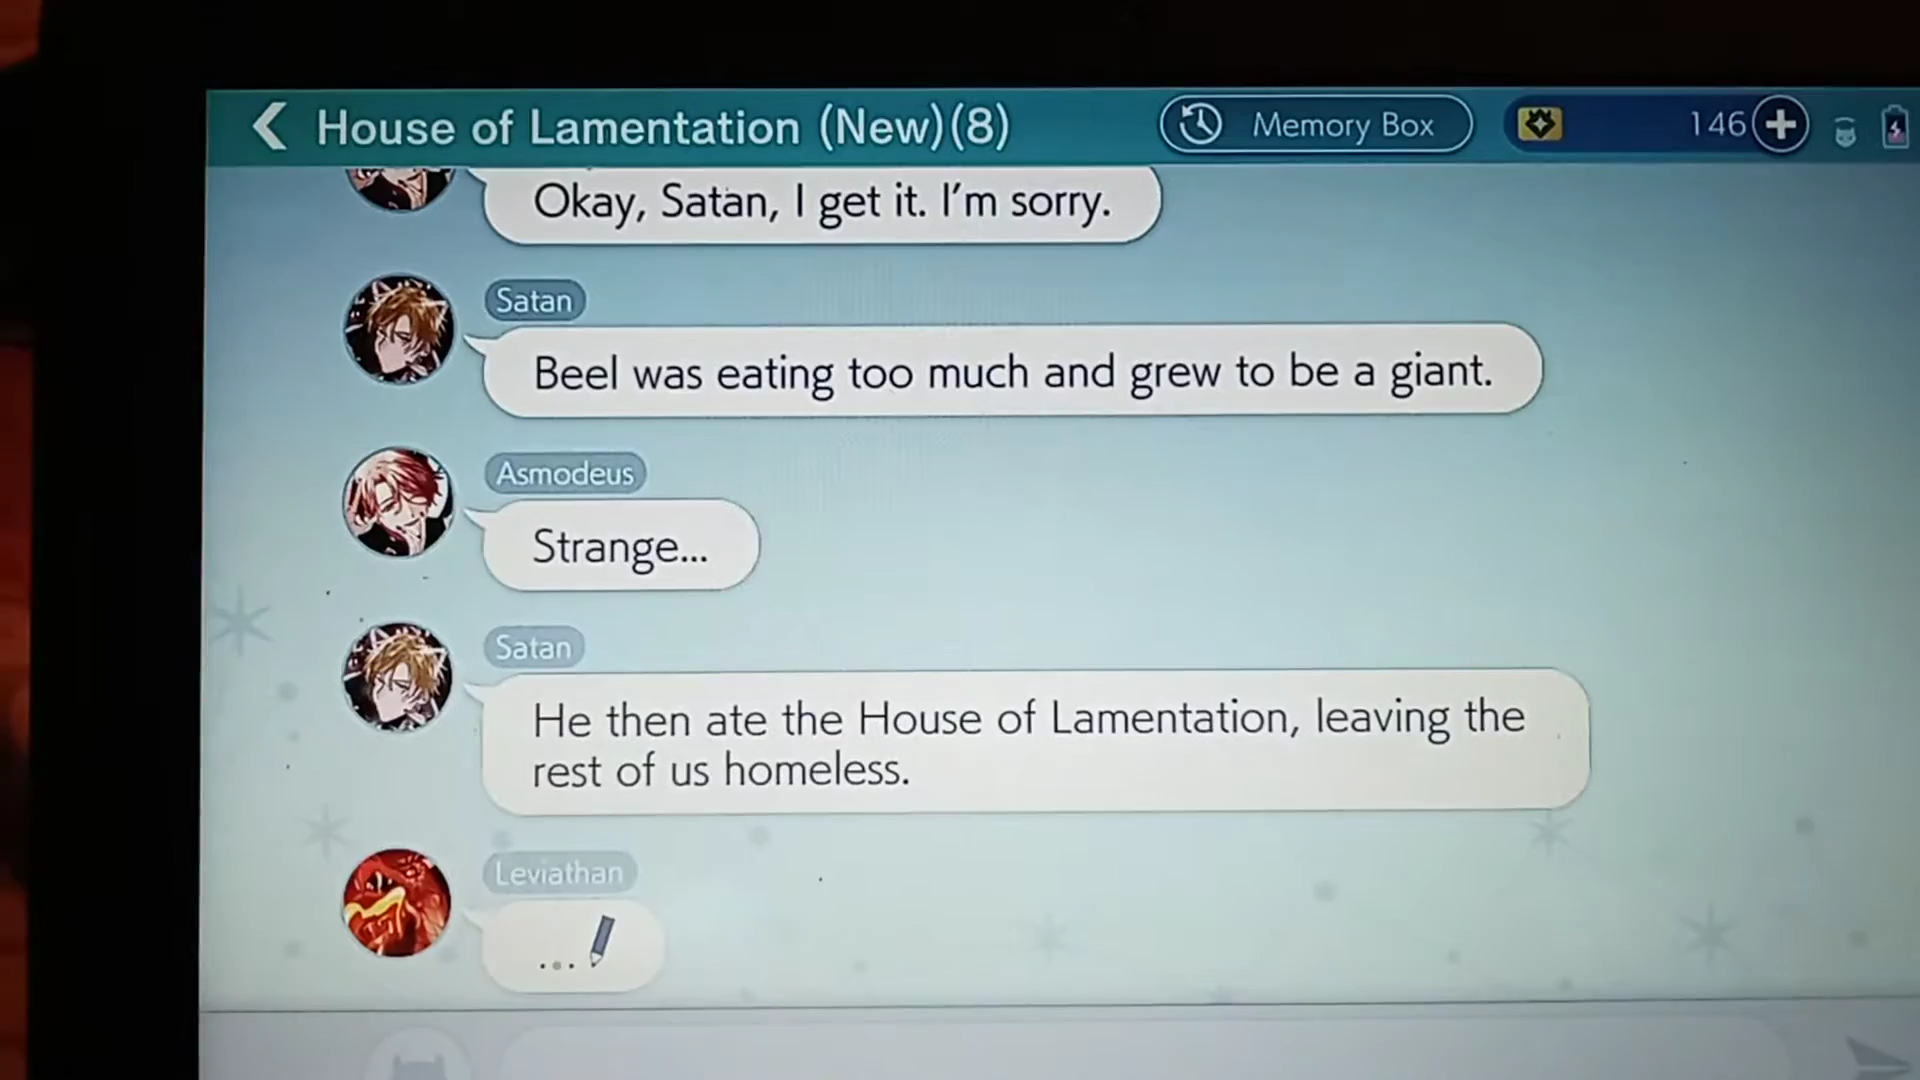 House of Lamentation (New)(8)
Memory Box
146
Okay, Satan, I get it. I'm sorry.
Satan
Beel was eating too much and grew to be a giant.
Asmodeus
Strange...
Satan
He then ate the House of Lamentation, leaving the
rest of us homeless.
Leviathan
...